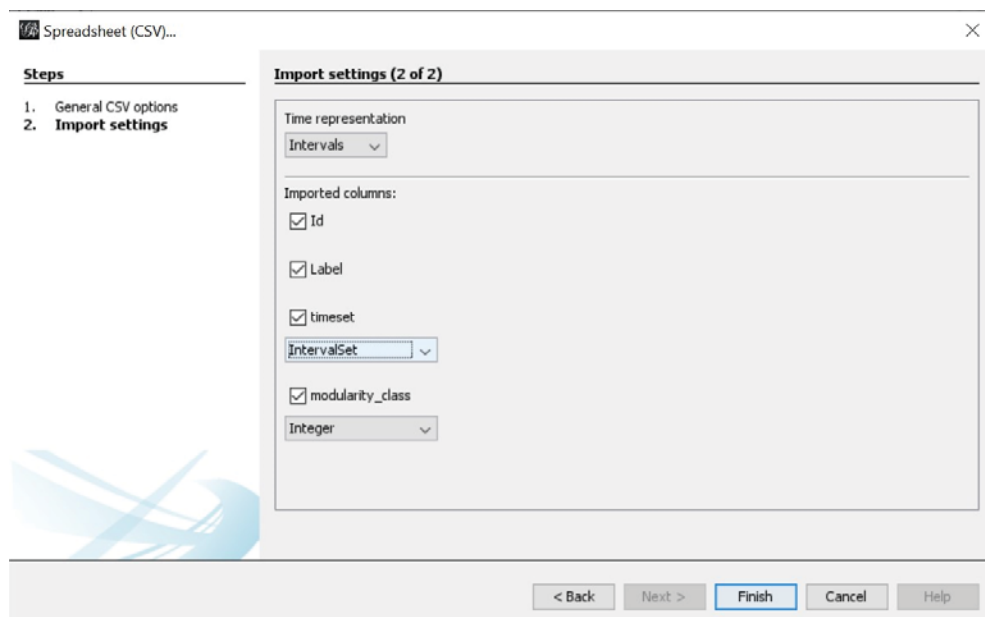 Spreadsheet (CSV)...
Steps
1. General CSV options
2. Import settings
Import settings (2 of 2)
Time representation
Intervals
Imported columns:
Id
Label
timeset
IntervalSet
modularity_class
Integer
< Back Next > Finish Cancel Help